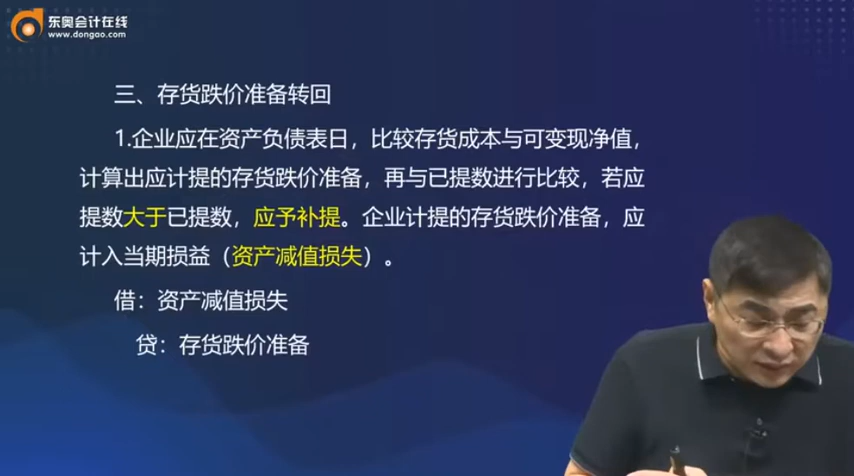 东奥会计在线
www.dongao.com
三、存货跌价准备转回
1.企业应在资产负债表日，比较存货成本与可变现净值，
计算出应计提的存货跌价准备，再与已提数进行比较，若应
提数大于已提数，应予补提。企业计提的存货跌价准备，应
计入当期损益（资产减值损失）。
借：资产减值损失
贷：存货跌价准备